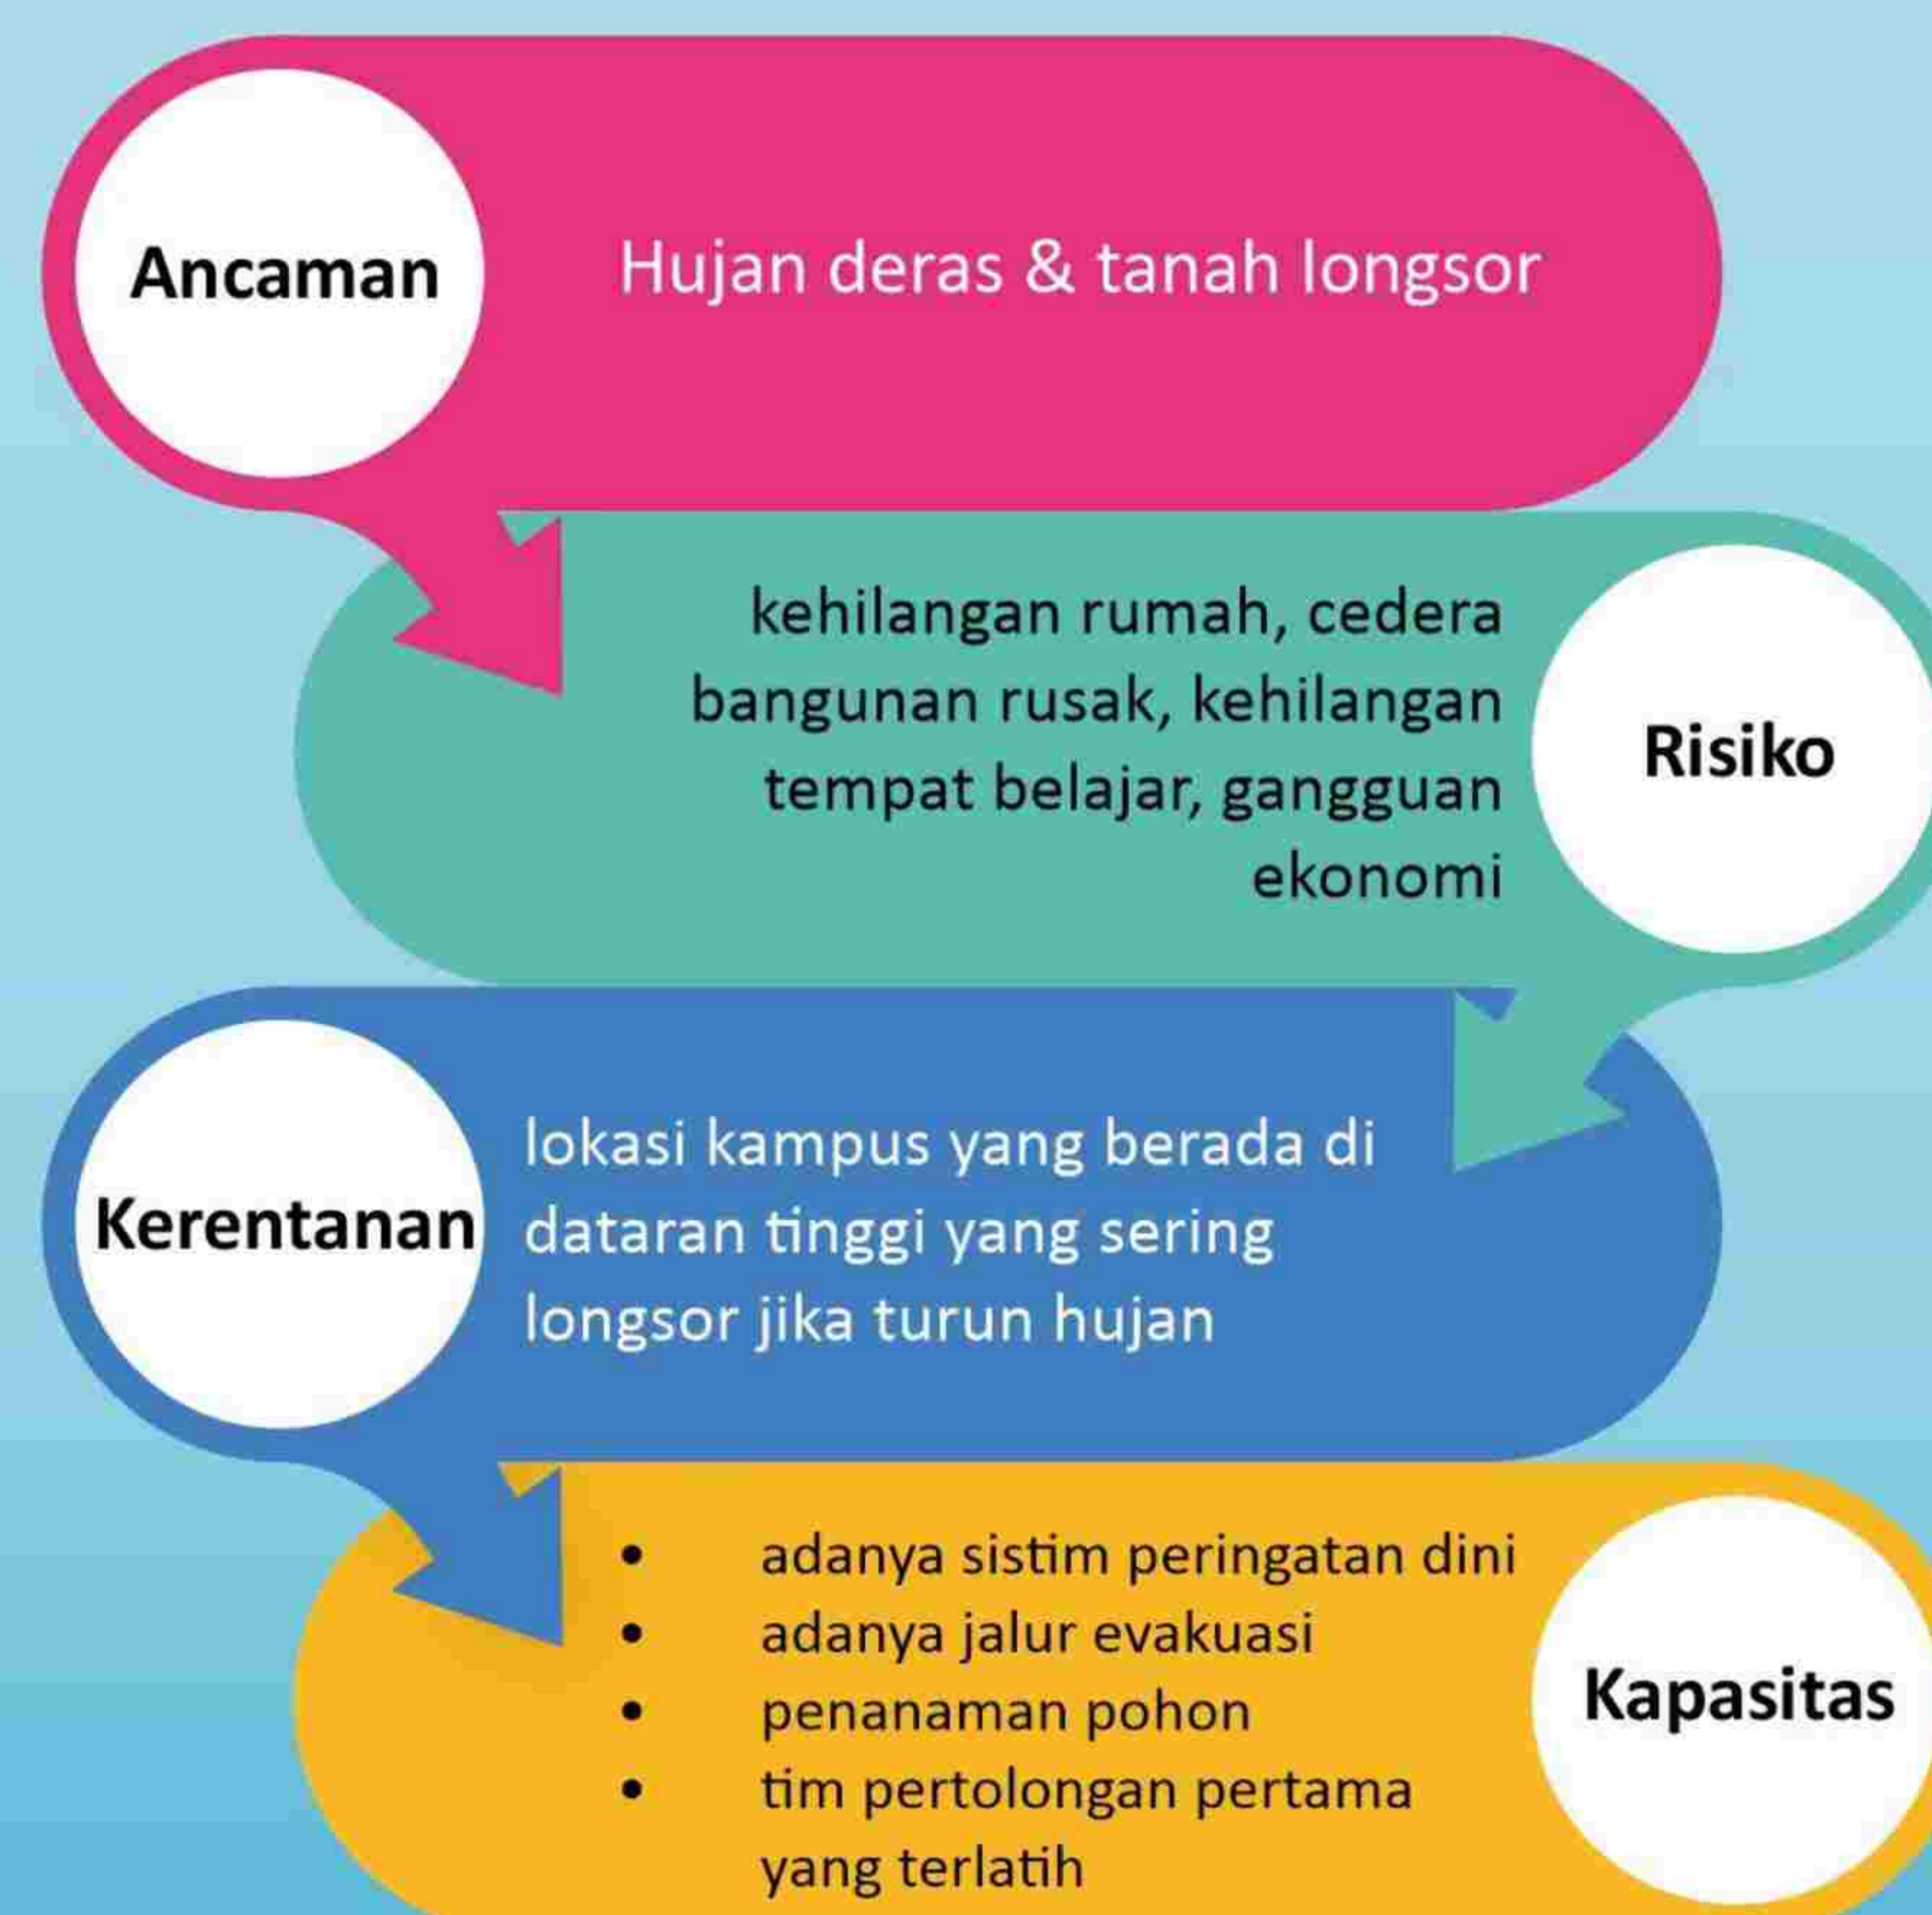 Ancaman
Hujan deras & tanah longsor
kehilangan rumah, cedera
bangunan rusak, kehilangan
tempat belajar, gangguan
ekonomi
Risiko
Kerentanan
lokasi kampus yang berada di
dataran tinggi yang sering
longsor jika turun hujan
• adanya sistim peringatan dini
• adanya jalur evakuasi
• penanaman pohon
• tim pertolongan pertama
yang terlatih
Kapasitas